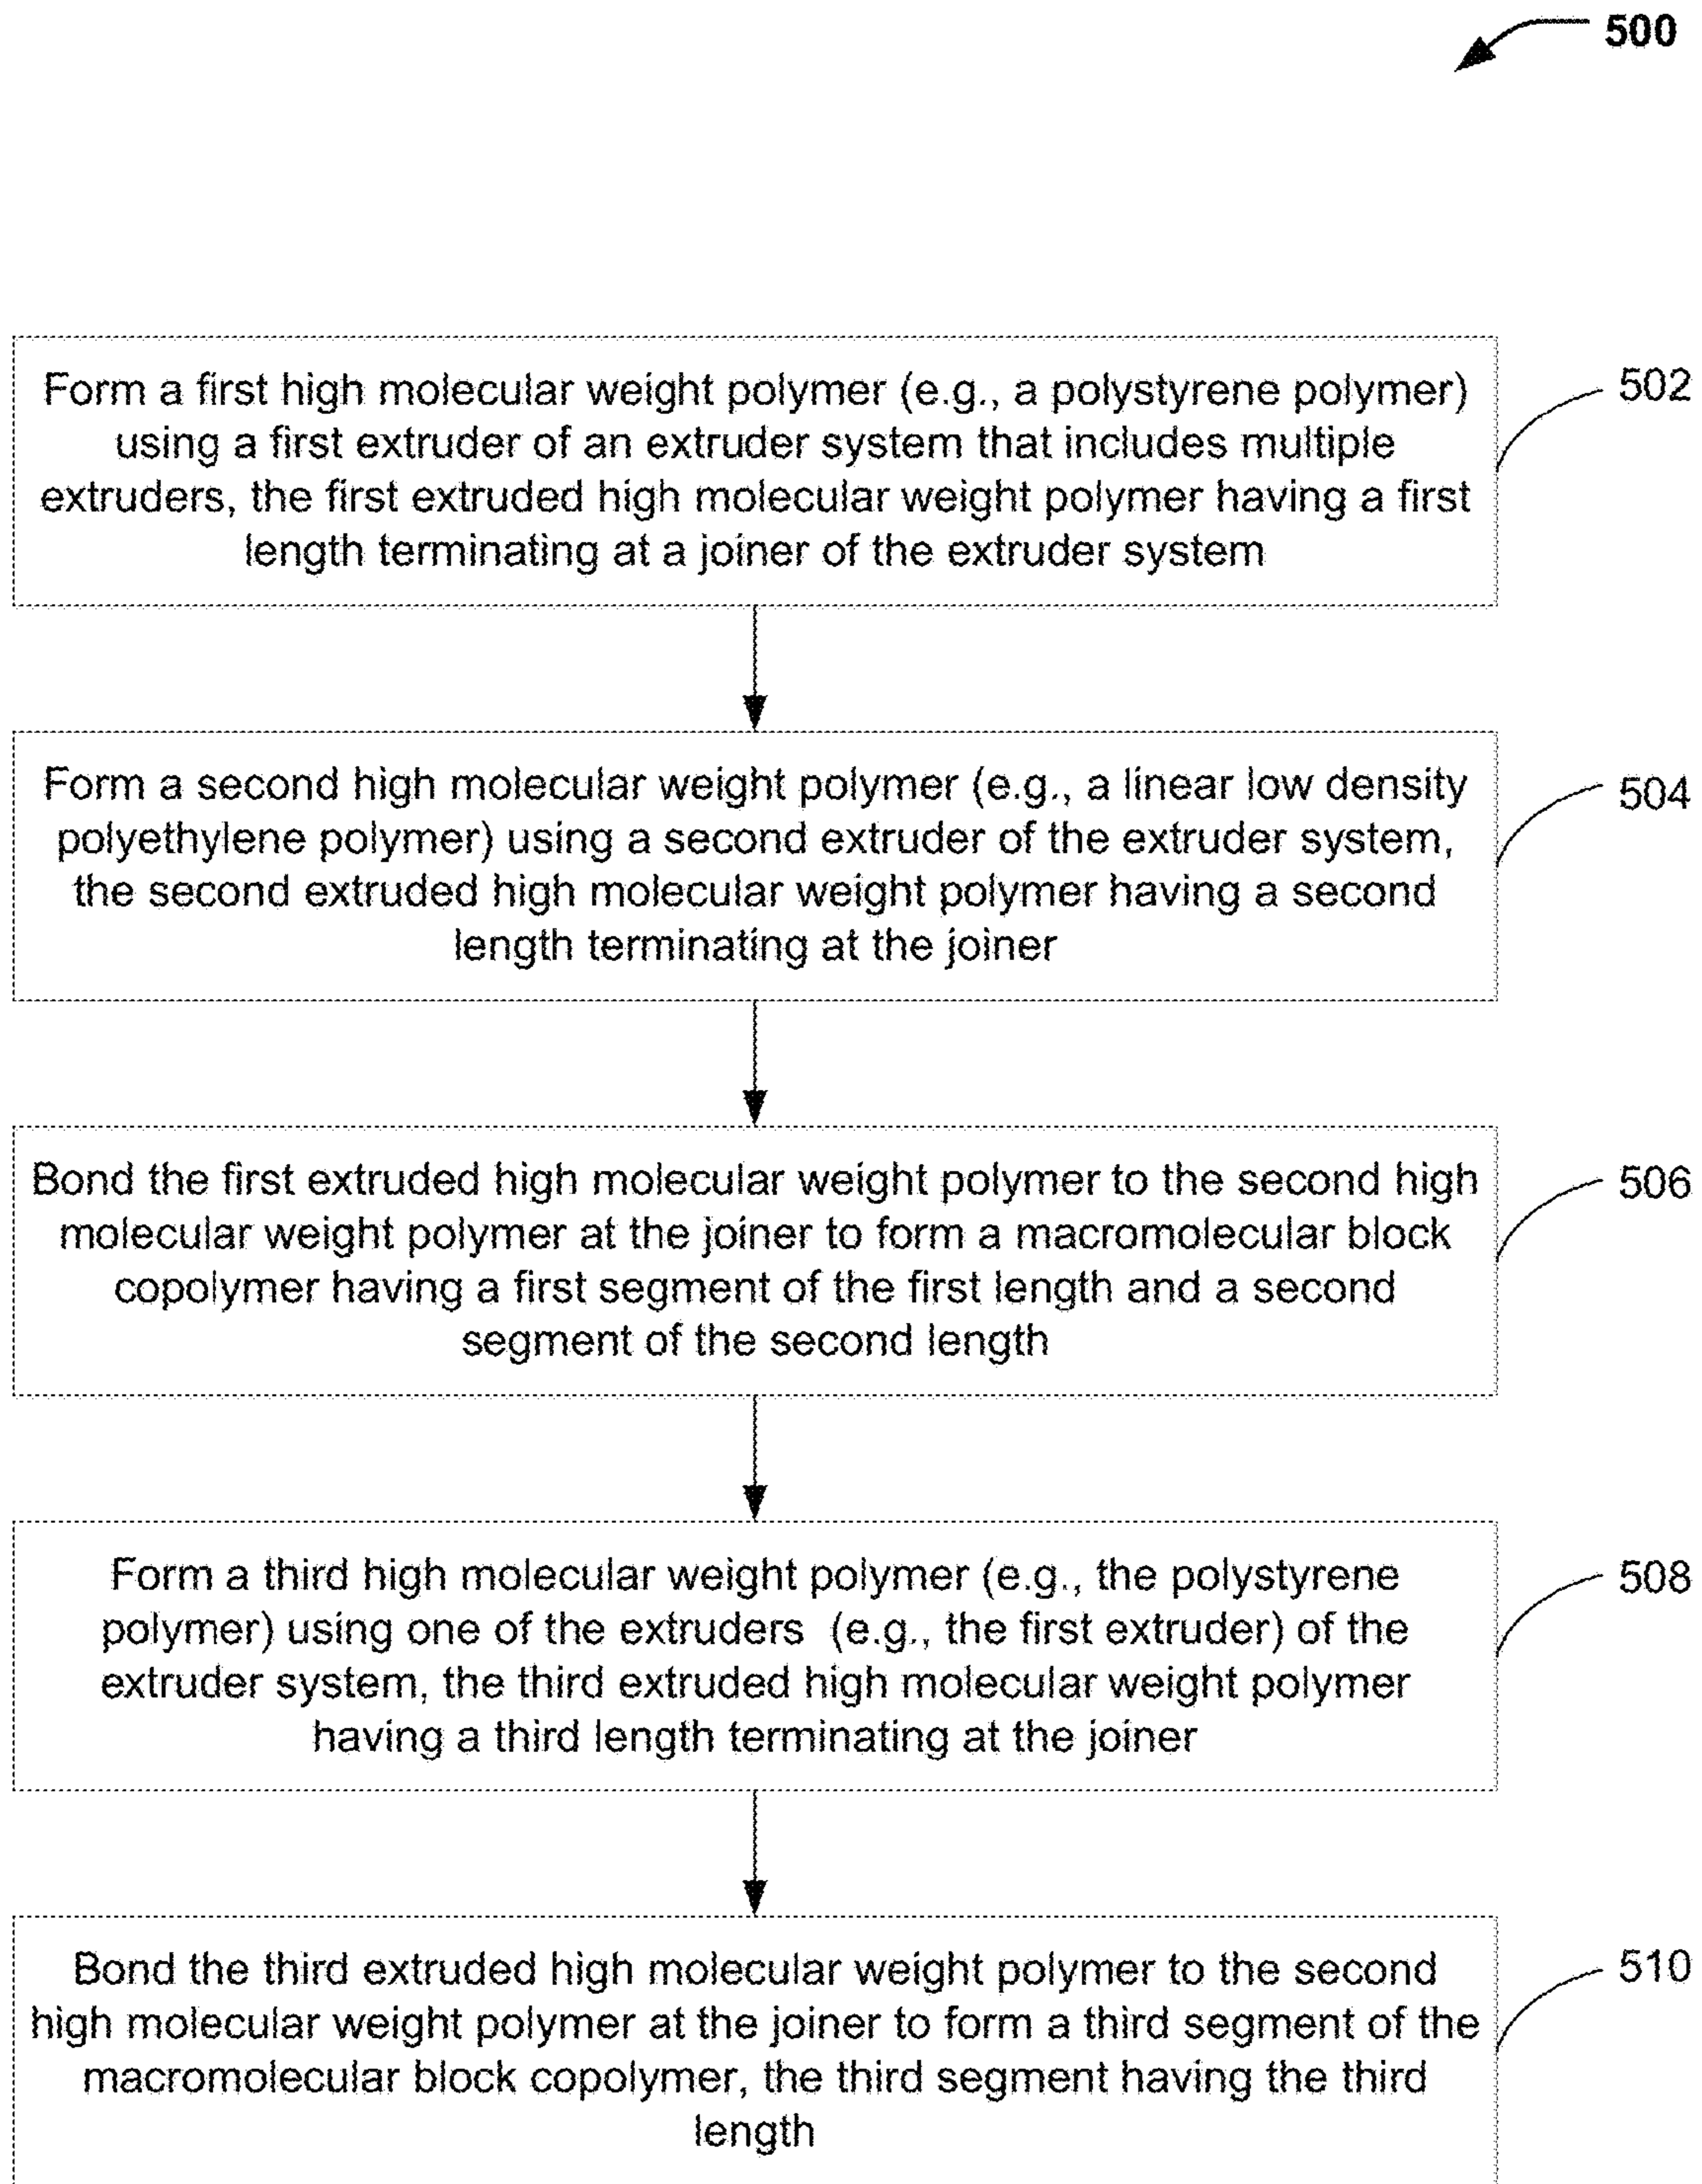 500
Form a first high molecular weight polymer (e.g., a polystyrene polymer)
using a first extruder of an extruder system that includes multiple
extruders, the first extruded high molecular weight polymer having a first
length terminating at a joiner of the extruder system
502
Form a second high molecular weight polymer (e.g., a linear low density
polyethylene polymer) using a second extruder of the extruder system,
the second extruded high molecular weight polymer having a second
length terminating at the joiner
504
Bond the first extruded high molecular weight polymer to the second high
molecular weight polymer at the joiner to form a macromolecular block
copolymer having a first segment of the first length and a second
segment of the second length
506
Form a third high molecular weight polymer (e.g., the polystyrene
polymer) using one of the extruders (e.g., the first extruder) of the
extruder system, the third extruded high molecular weight polymer
having a third length terminating at the joiner
508
Bond the third extruded high molecular weight polymer to the second
high molecular weight polymer at the joiner to form a third segment of the
macromolecular block copolymer, the third segment having the third
length
510